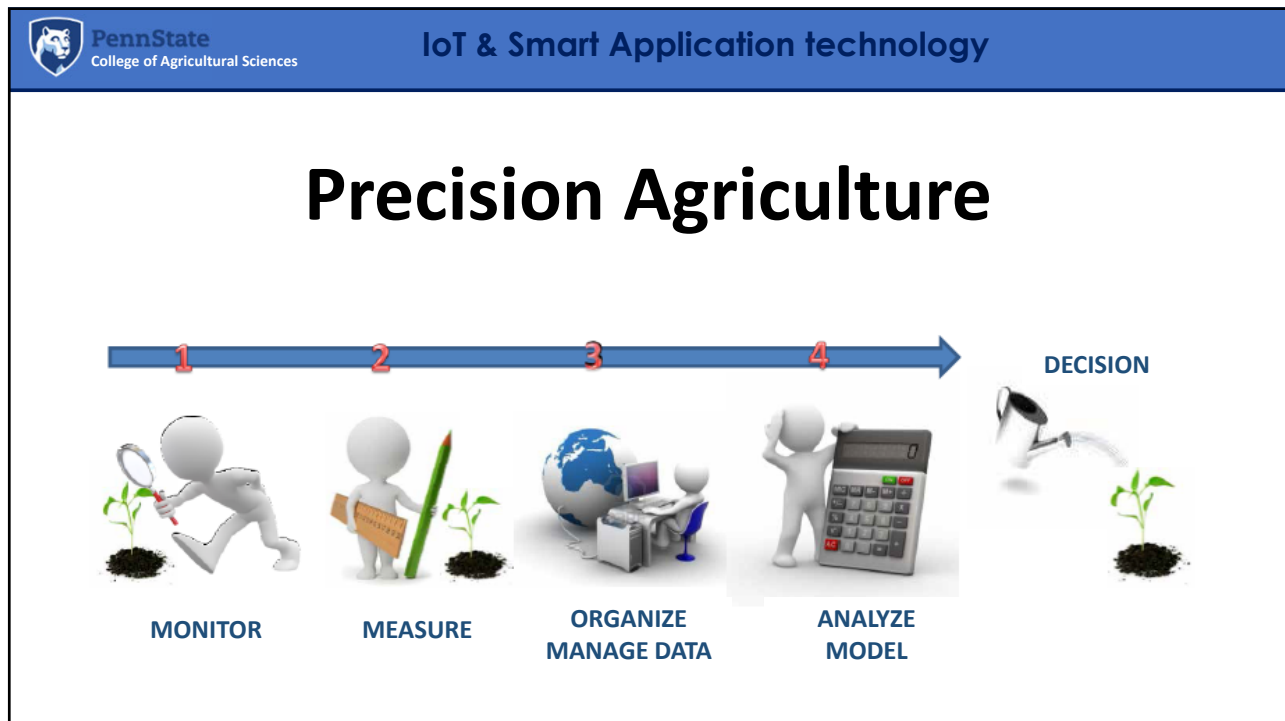 PennState
College of Agricultural Sciences
IoT & Smart Application technology
Precision Agriculture
1 2 3 4
DECISION
0
MONITOR
MEASURE
ORGANIZE
MANAGE DATA
ANALYZE
MODEL